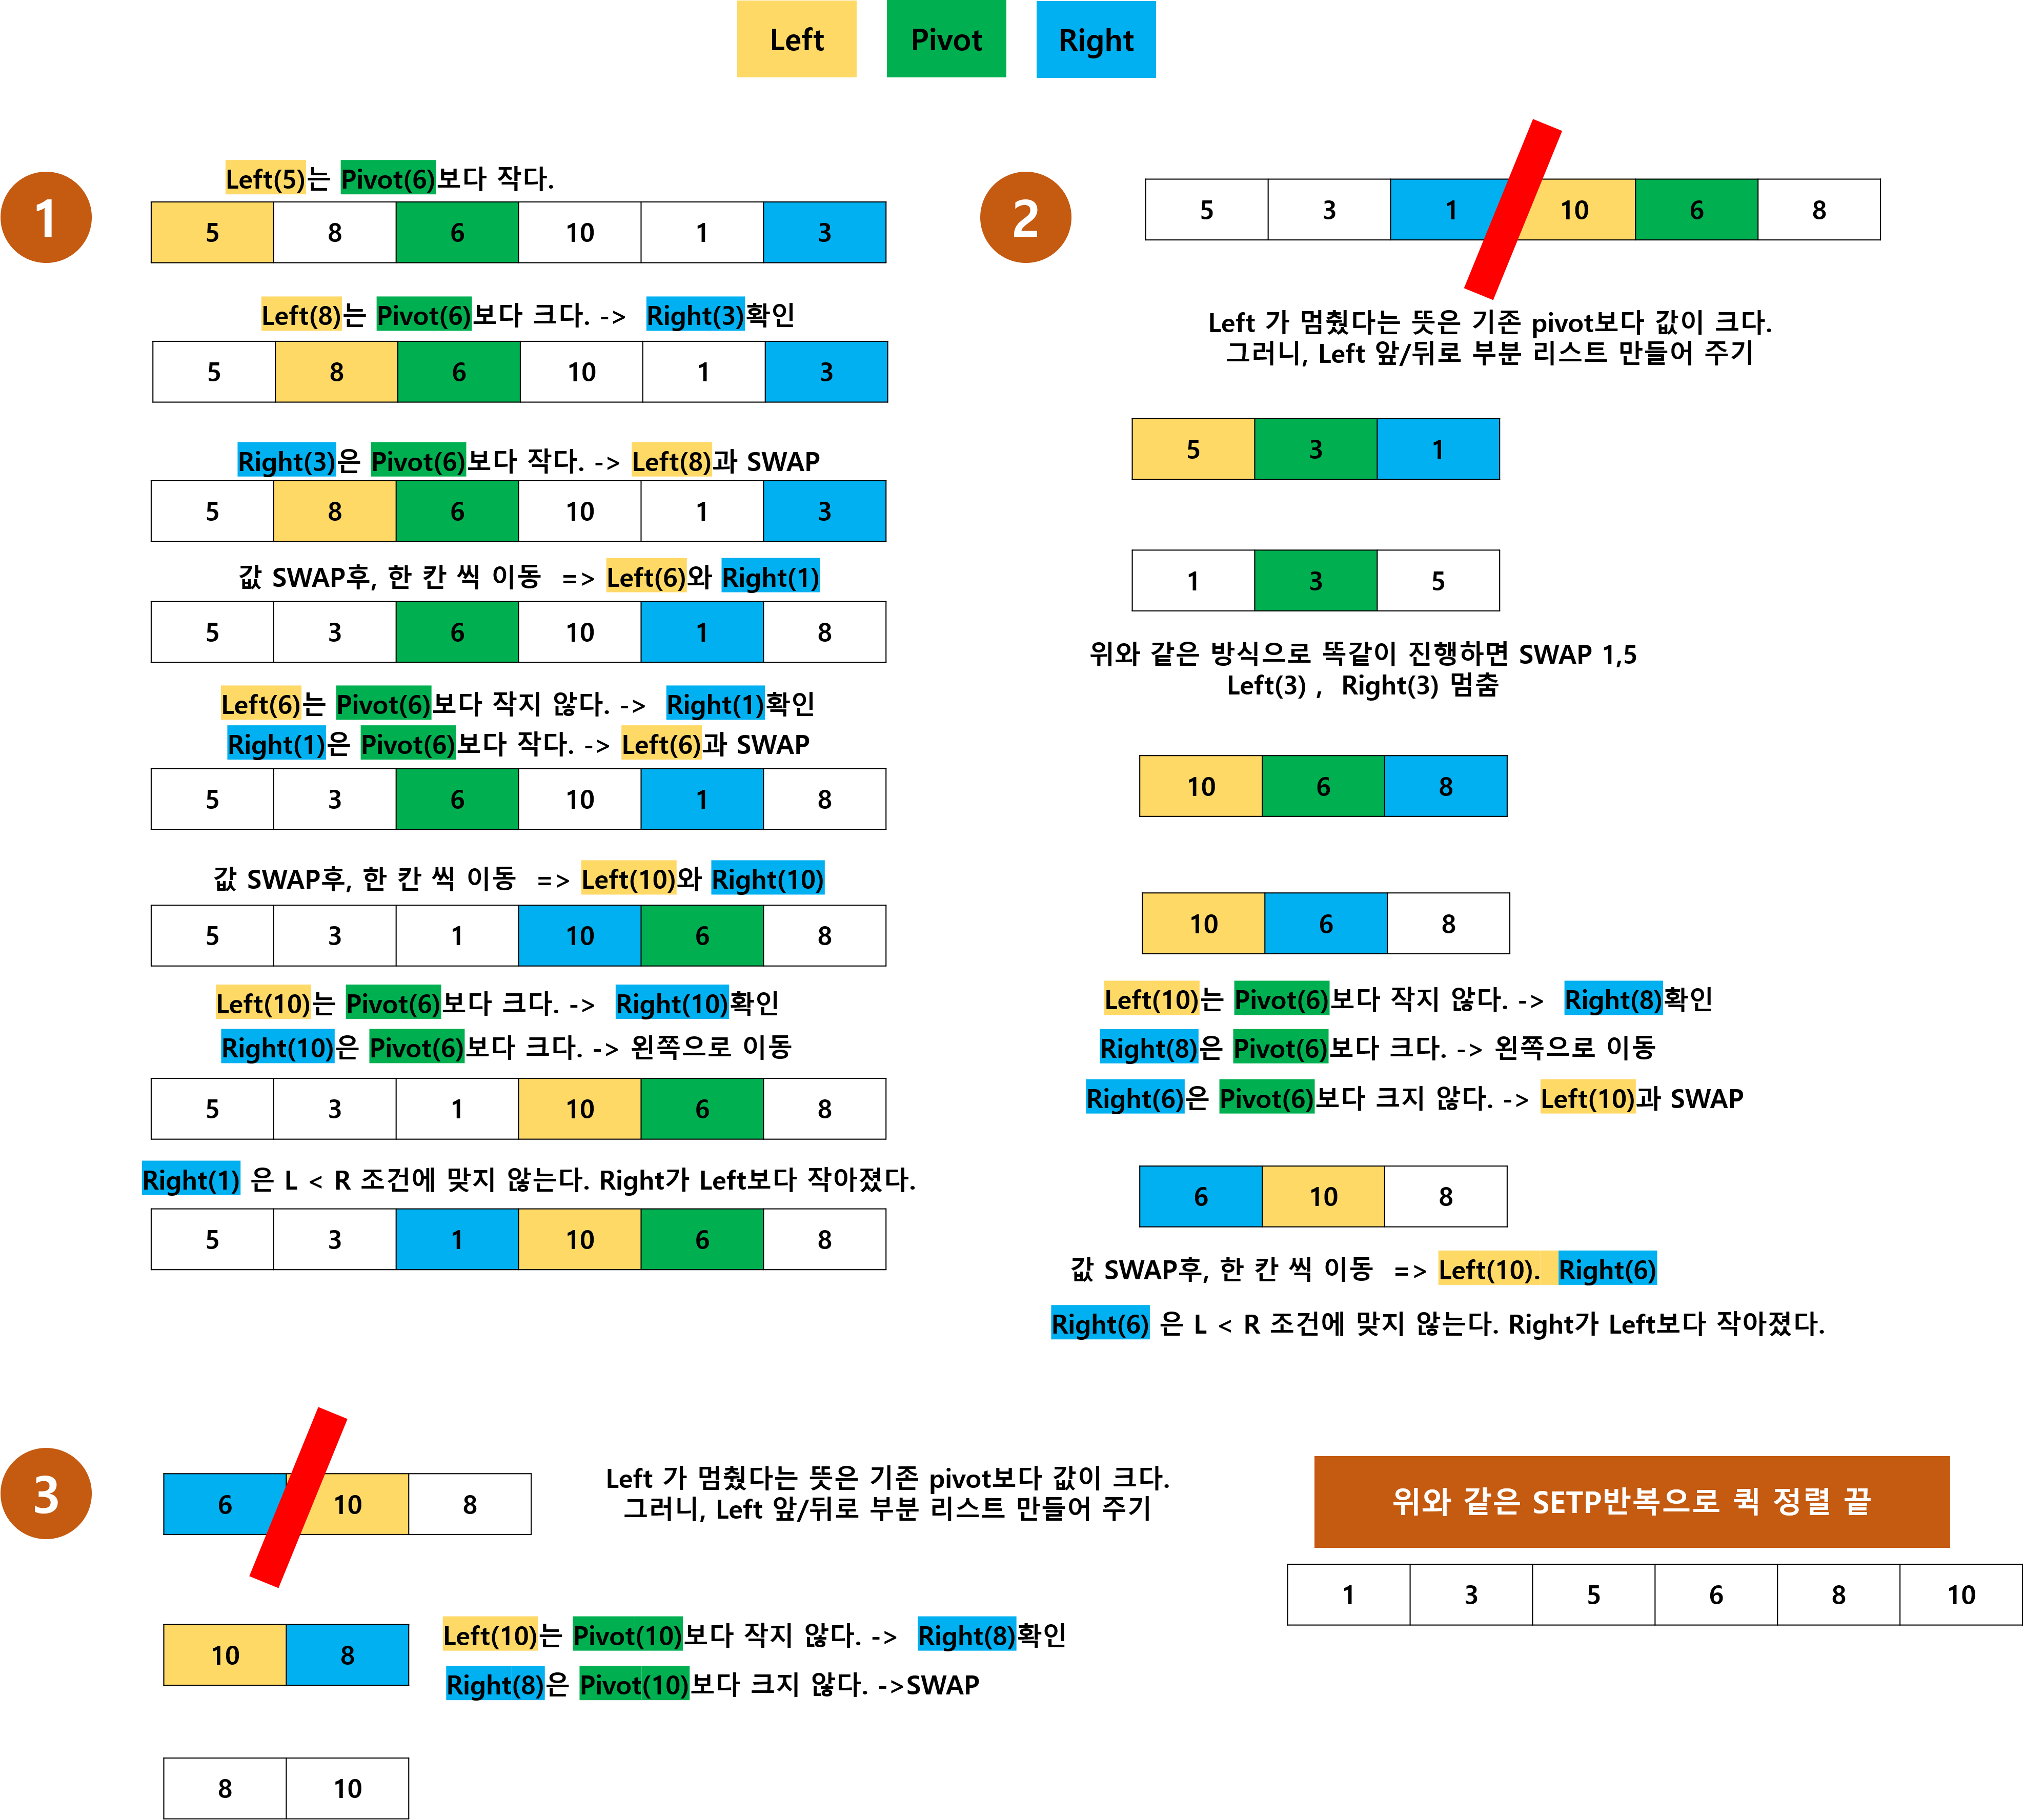 Left Pivot Right
1
Left(5)는 Pivot(6)보다 작다.
5 8 6 10 1 3
Left(8)는 Pivot(6)보다 크다. -> Right(3)확인
5 8 6 10 1 3
Right(3)은 Pivot(6)보다 작다. -> Left(8)과 SWAP
5 8 6 10 1 3
값 SWAP후, 한 칸 씩 이동 => Left(6)와 Right(1)
5 3 6 10 1 8
Left(6)는 Pivot(6)보다 작지 않다. -> Right(1)확인
Right(1)은 Pivot(6)보다 작다. -> Left(6)과 SWAP
5 3 6 10 1 8
값 SWAP후, 한 칸 씩 이동 => Left(10)와 Right(10)
5 3 1 10 6 8
Left(10)는 Pivot(6)보다 크다. -> Right(10)확인
Right(10)은 Pivot(6)보다 크다. -> 왼쪽으로 이동
5 3 1 10 6 8
Right(1) 은 L < R 조건에 맞지 않는다. Right가 Left보다 작아졌다.
5 3 1 10 6 8
2
5 3 1 10 6 8
Left 가 멈췄다는 뜻은 기존 pivot보다 값이 크다.
그러니, Left 앞/뒤로 부분 리스트 만들어 주기
5 3 1
1 3 5
위와 같은 방식으로 똑같이 진행하면 SWAP 1,5
Left(3) , Right(3) 멈춤
10 6 8
10 6 8
Left(10)는 Pivot(6)보다 작지 않다. -> Right(8)확인
Right(8)은 Pivot(6)보다 크다. -> 왼쪽으로 이동
Right(6)은 Pivot(6)보다 크지 않다. -> Left(10)과 SWAP
6 10 8
값 SWAP후, 한 칸 씩 이동 => Left(10). Right(6)
Right(6) 은 L < R 조건에 맞지 않는다. Right가 Left보다 작아졌다.
3
6 10 8
Left 가 멈췄다는 뜻은 기존 pivot보다 값이 크다.
그러니, Left 앞/뒤로 부분 리스트 만들어 주기
10 8
Left(10)는 Pivot(10)보다 작지 않다. -> Right(8)확인
Right(8)은 Pivot(10)보다 크지 않다. ->SWAP
8 10
위와 같은 SETP반복으로 퀵 정렬 끝
1 3 5 6 8 10